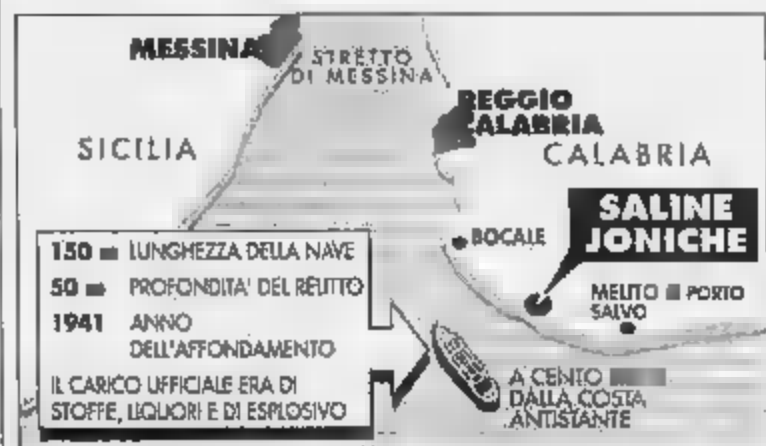 MESSINA
STRETTO
DI MESSINA
REGGIO
CALABRIA
SICILIA
CALABRIA
SALINE
JONICHE
BOCALE
MELITO PORTO
SALVO
150 LUNGHEZZA DELLA NAVE
50 PROFONDITA' DEL RELITTO
1941 ANNO
DELL'AFFONDAMENTO
IL CARICO UFFICIALE ERA DI
STOFFE, LIQUORI E DI ESPLOSIVO
A CENTO
DALLA COSTA
ANTISTANTE